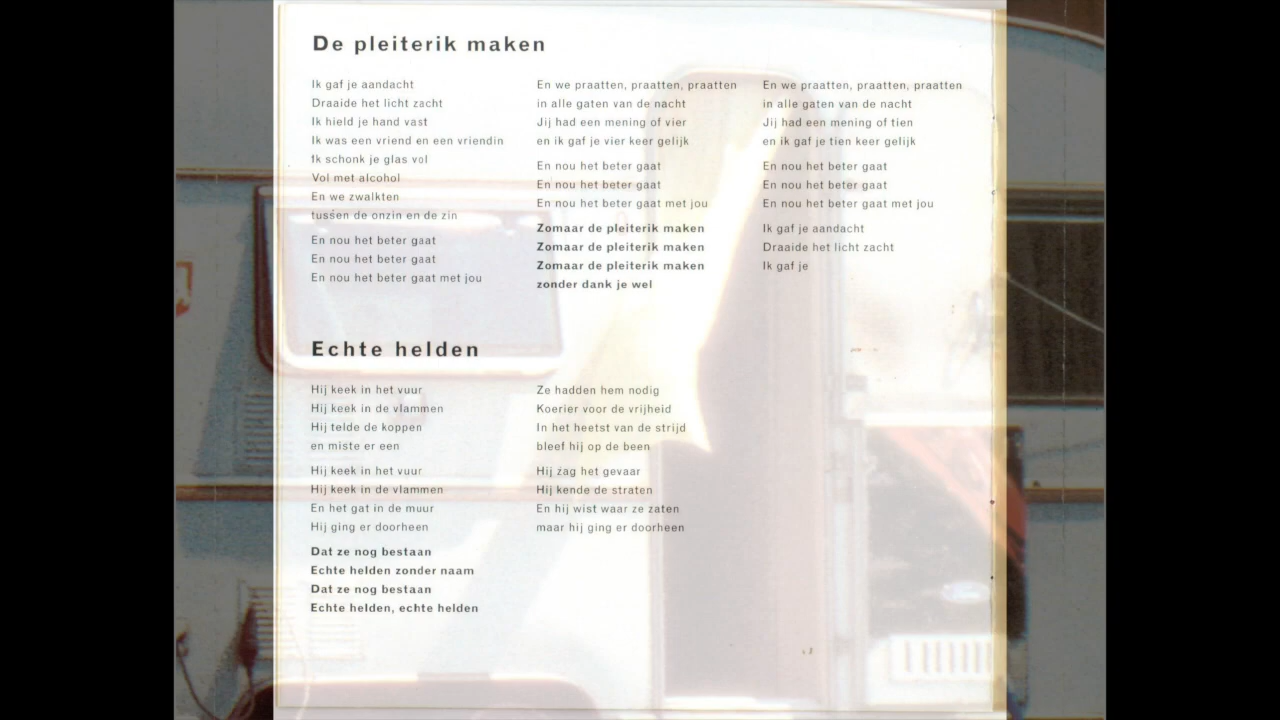 De pleiterik maken
Ik gaf je aandacht
Draaide het licht zacht
Ik hield je hand vast
Ik was een vriend en een vriendin
Ik schonk je glas vol
Vol met alcohol
En we zwalkten
tussen de onzin en de zin
En nou het beter gaat
En nou het beter gaat
En nou het beter gaat met jou
En we praatten, praatten, praatten
in alle gaten van de nacht
Jij had een mening of vier
en ik gaf je vier keer gelijk
En nou het beter gaat
En nou het beter gaat
En nou het beter gaat met jou
Zomaar de pleiterik maken
Zomaar de pleiterik maken
Zomaar de pleiterik maken
zonder dank je wel
En we praatten, praatten, praatten
in alle gaten van de nacht
Jij had een mening of tien
en ik gaf je tien keer gelijk
En nou het beter gaat
En nou het beter gaat
En nou het beter gaat met jou
Ik gaf je aandacht
Draaide het licht zacht
Ik gaf je
Echte helden
Hij keek in het vuur
Hij keek in de vlammen
Hij telde de koppen
en miste er een
Hij keek in het vuur
Hij keek in de vlammen
En het gat in de muur
Hij ging er doorheen
Dat ze nog bestaan
Echte helden zonder naam
Dat ze nog bestaan
Echte helden, echte helden
Ze hadden hem nodig
Koerier voor de vrijheid
In het heetst van de strijd
bleef hij op de been
Hij zag het gevaar
Hij kende de straten
En hij wist waar ze zaten
maar hij ging er doorheen